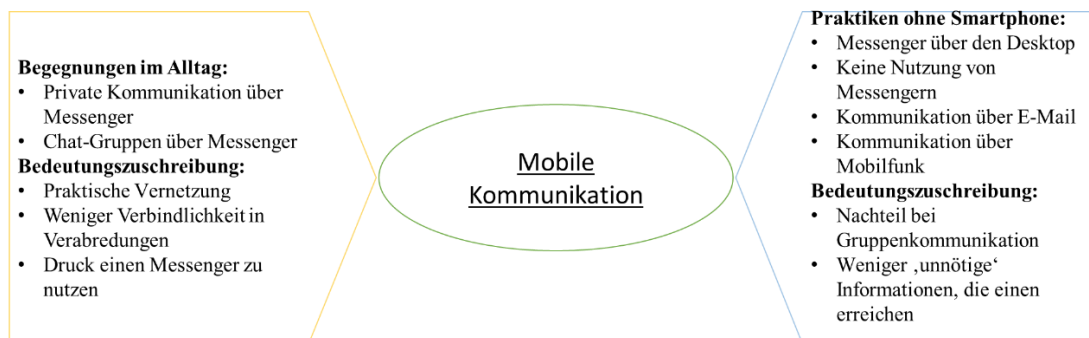 Begegnungen im Alltag:
• Private Kommunikation über
Messenger
• Chat-Gruppen über Messenger
Bedeutungszuschreibung:
• Praktische Vernetzung
• Weniger Verbindlichkeit in
Verabredungen
• Druck einen Messenger zu
nutzen
Mobile
Kommunikation
Praktiken ohne Smartphone:
• Messenger über den Desktop
• Keine Nutzung von
Messengern
• Kommunikation über E-Mail
• Kommunikation über
Mobilfunk
Bedeutungszuschreibung:
• Nachteil bei
Gruppenkommunikation
• Weniger ‚unnötige‘
Informationen, die einen
erreichen